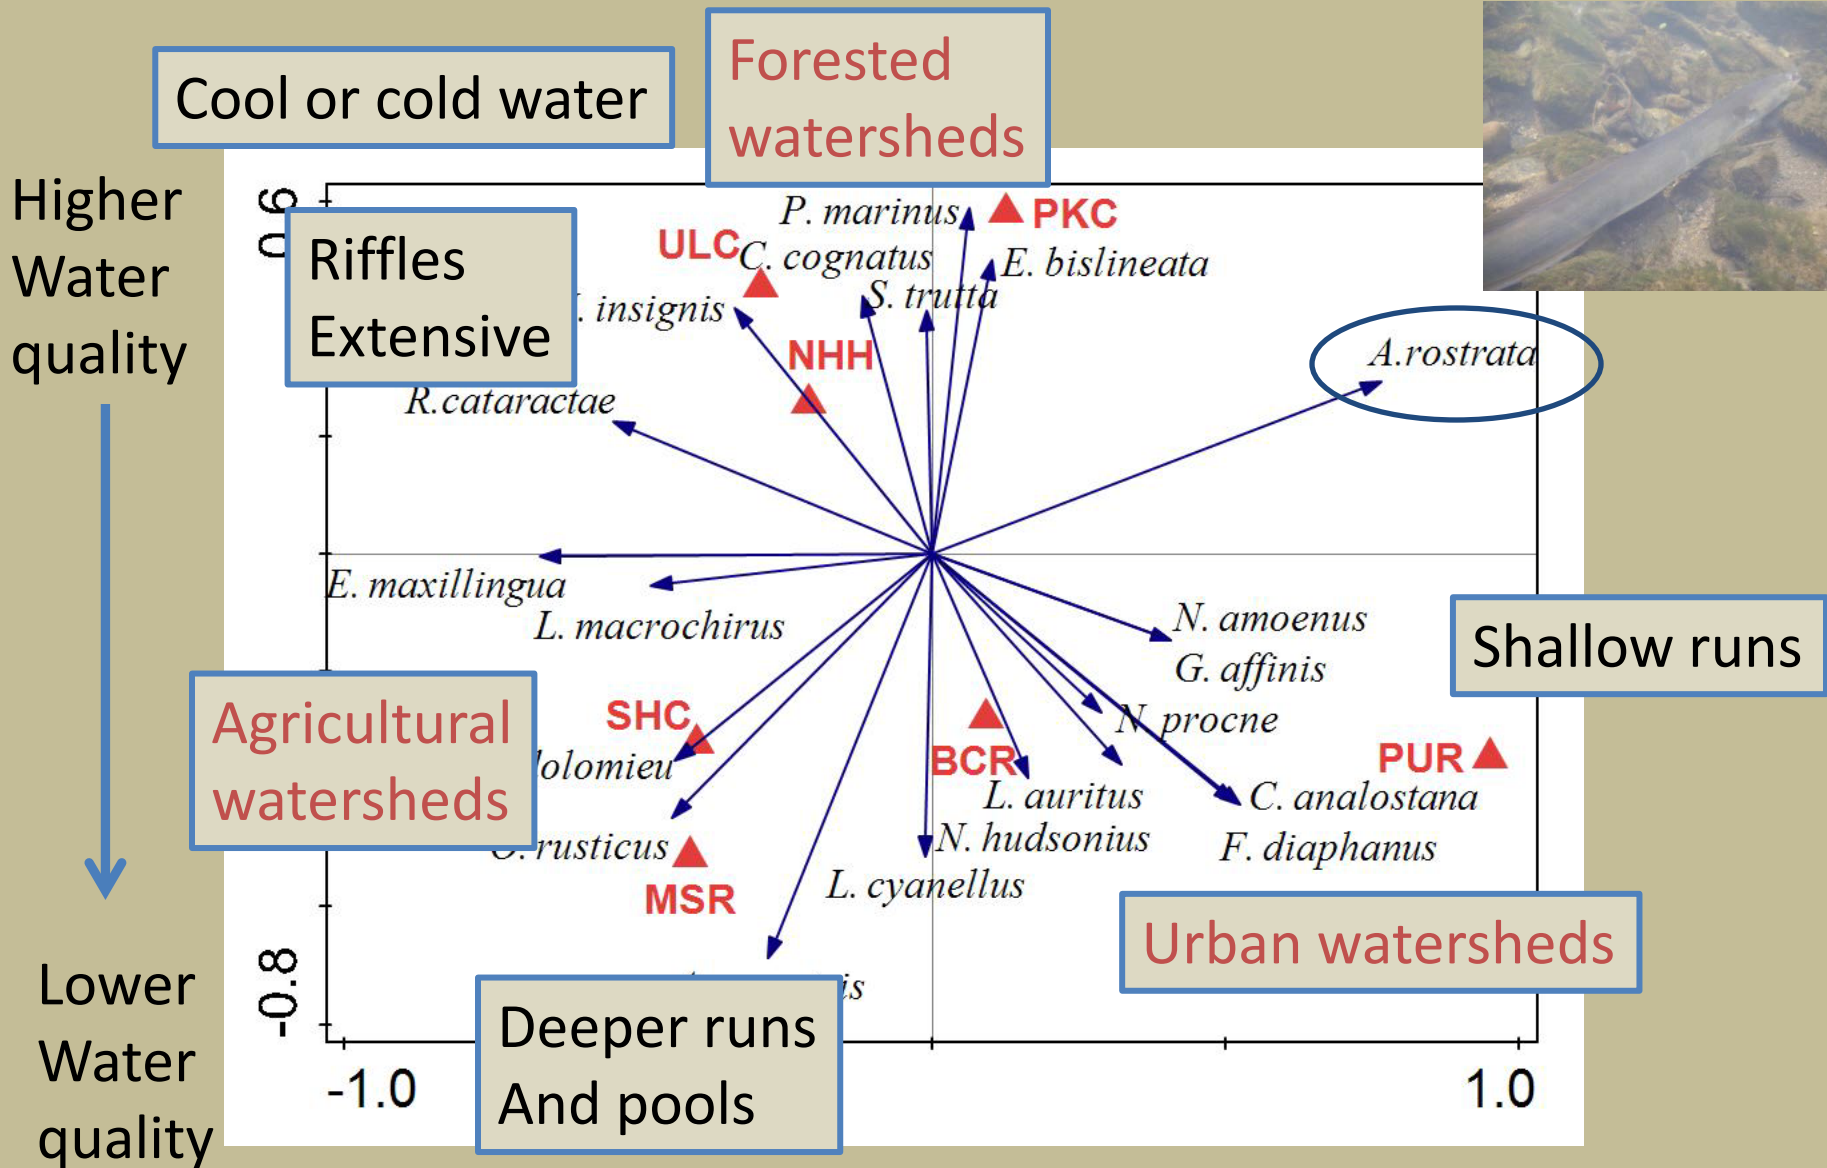 Cool or cold water
Forested
watersheds
Higher
Water
quality
0.6
Riffles
Extensive
P. marinus
PKC
ULC
C. cognatus
E. bislineata
S. trutta
insignis
NHH
A.rostrata
R.cataractae
E. maxillingua
L. macrochirus
N. amoenus
G. affinis
Shallow runs
Agricultural
watersheds
SHC
dolomieu
N. procne
BCR
PUR
L. auritus
C. analostana
rusticus
N. hudsonius
F. diaphanus
MSR
L. cyanellus
Urban watersheds
Lower
Water
quality
-0.8
is
Deeper runs
And pools
-1.0
1.0